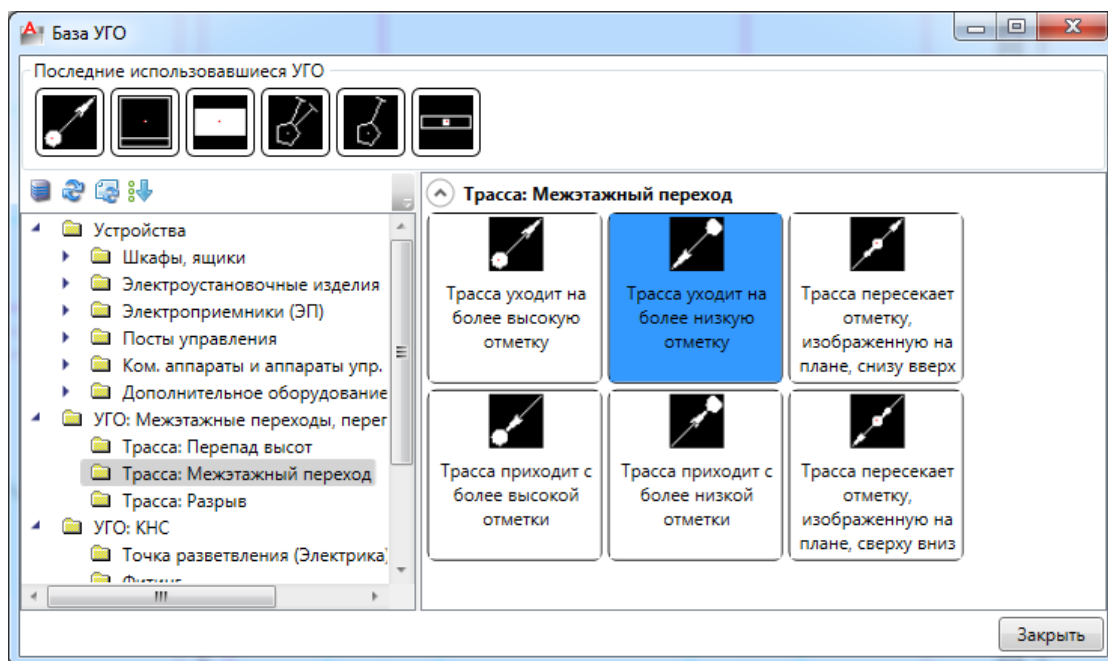 База УГО
Последние использовавшиеся УГО
Устройства
Шкафы, ящики
Электроустановочные изделия
Электроприемники (ЭП)
Посты управления
Ком. аппараты и аппараты упр.
Дополнительное оборудование
УГО: Межэтажные переходы, переп
Трасса: Перепад высот
Трасса: Межэтажный переход
Трасса: Разрыв
УГО: КНС
Точка разветвления (Электрика)
Фитинг
Трасса: Межэтажный переход
Трасса уходит на
более высокую
отметку
Трасса уходит на
более низкую
отметку
Трасса пересекает
отметку,
изображенную на
плане, снизу вверх
Трасса приходит с
более высокой
отметки
Трасса приходит с
более низкой
отметки
Трасса пересекает
отметку,
изображенную на
плане, сверху вниз
Закрыть